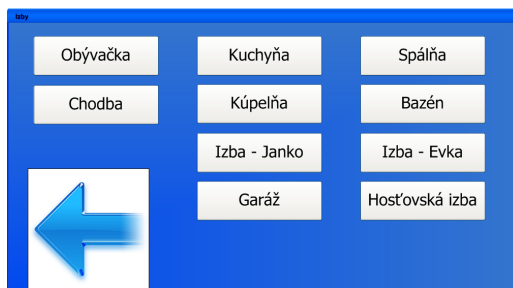 Izby
Obývačka
Kuchyňa
Spálňa
Chodba
Kúpelňa
Bazén
Izba - Janko
Izba - Evka
Garáž
Hosťovská izba